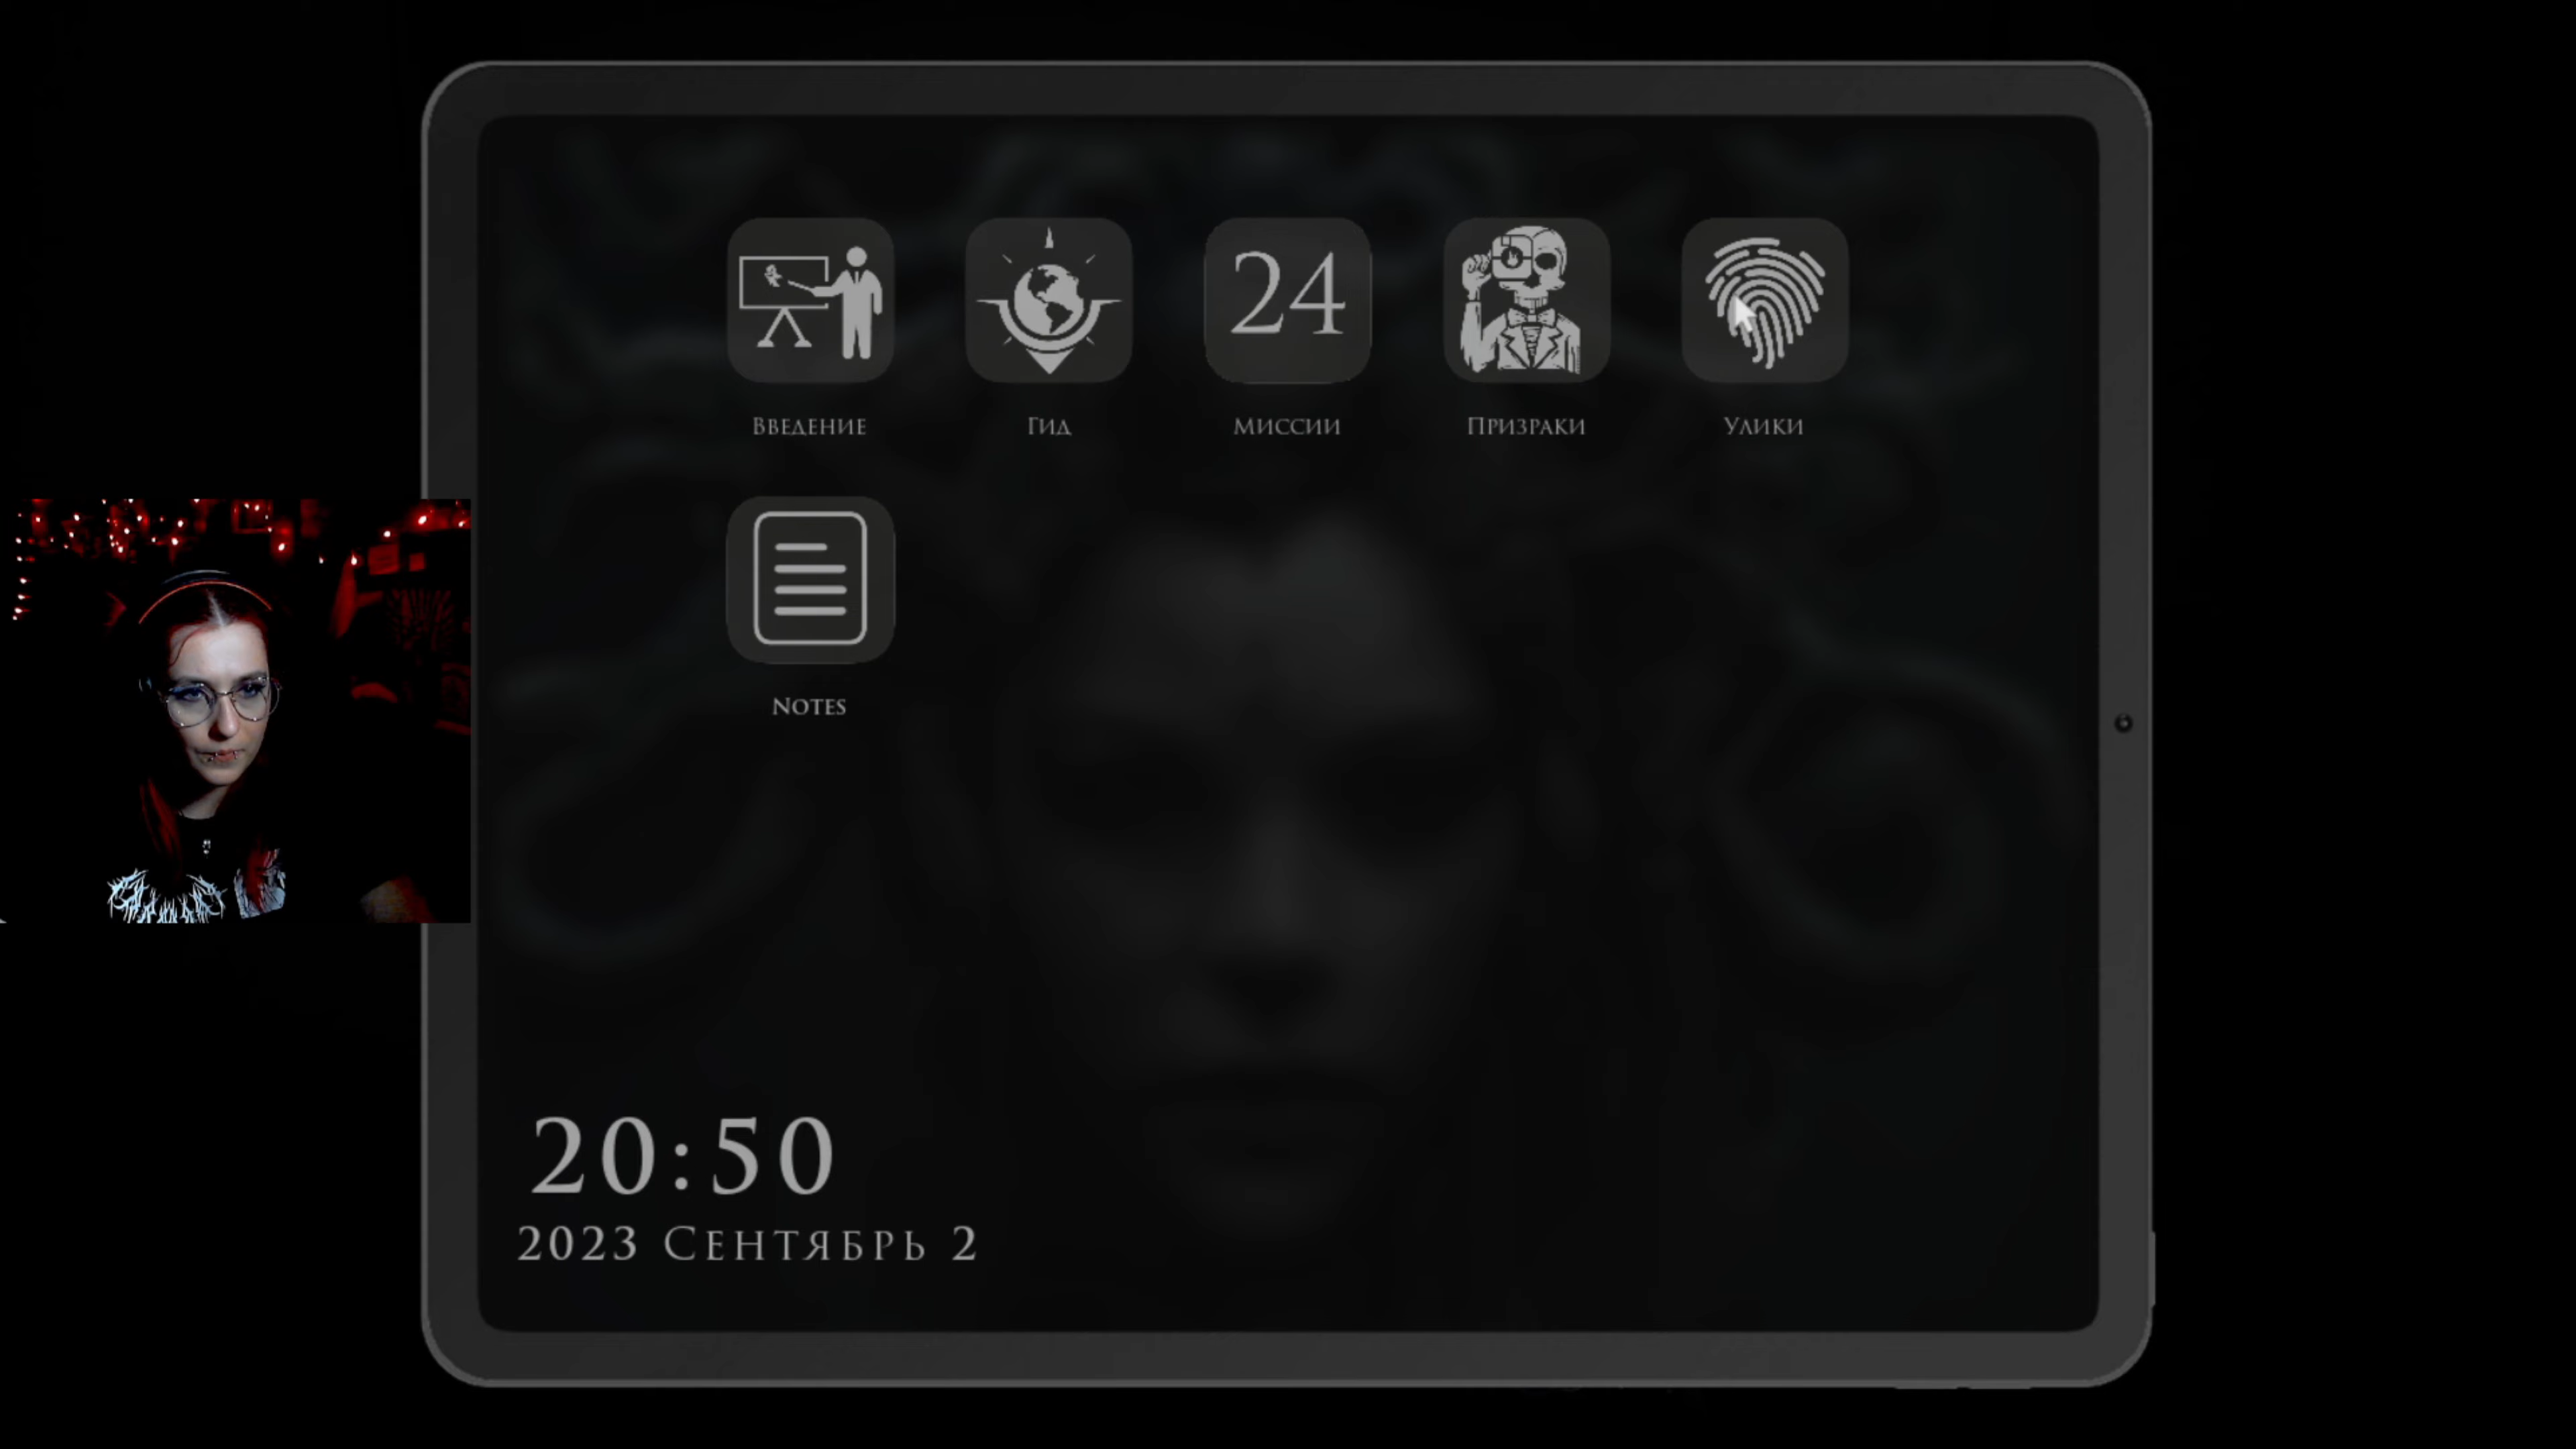 24
Введение
Гид
Миссии
Призраки
Улики
Notes
20:50
2023 Сентябрь 2